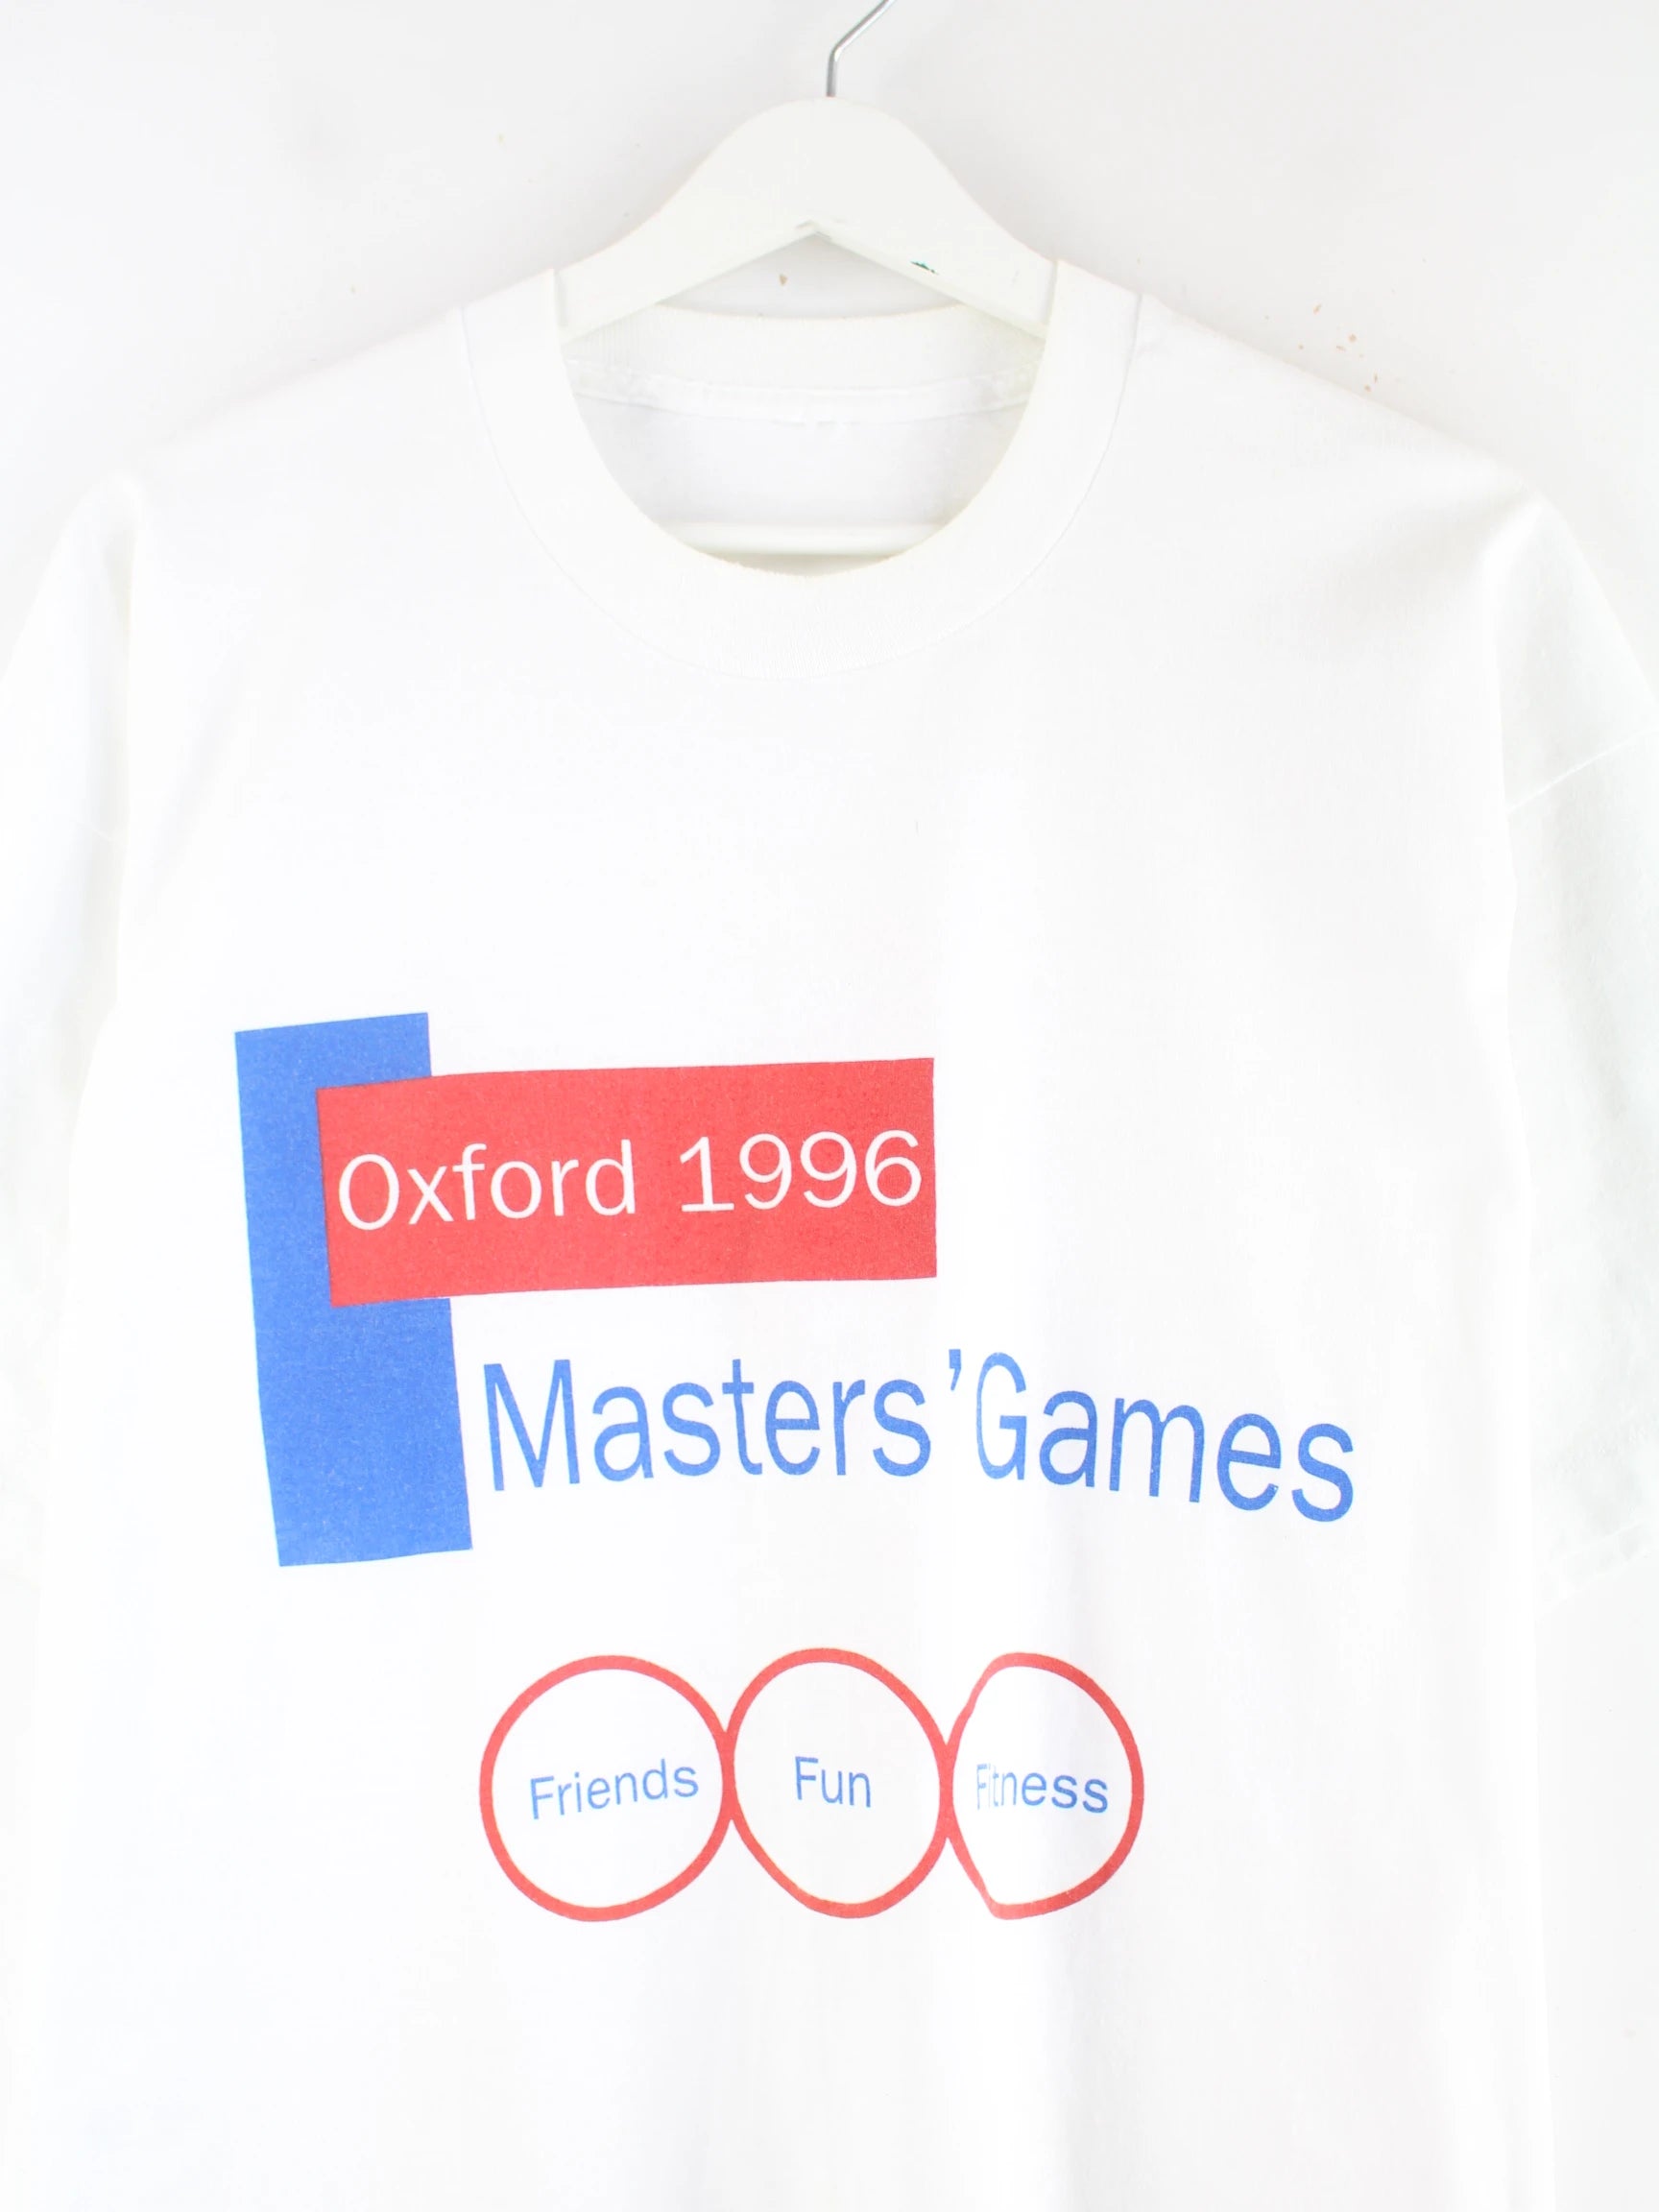 Oxford 1996
Masters' Games
Friends Fun Fitness